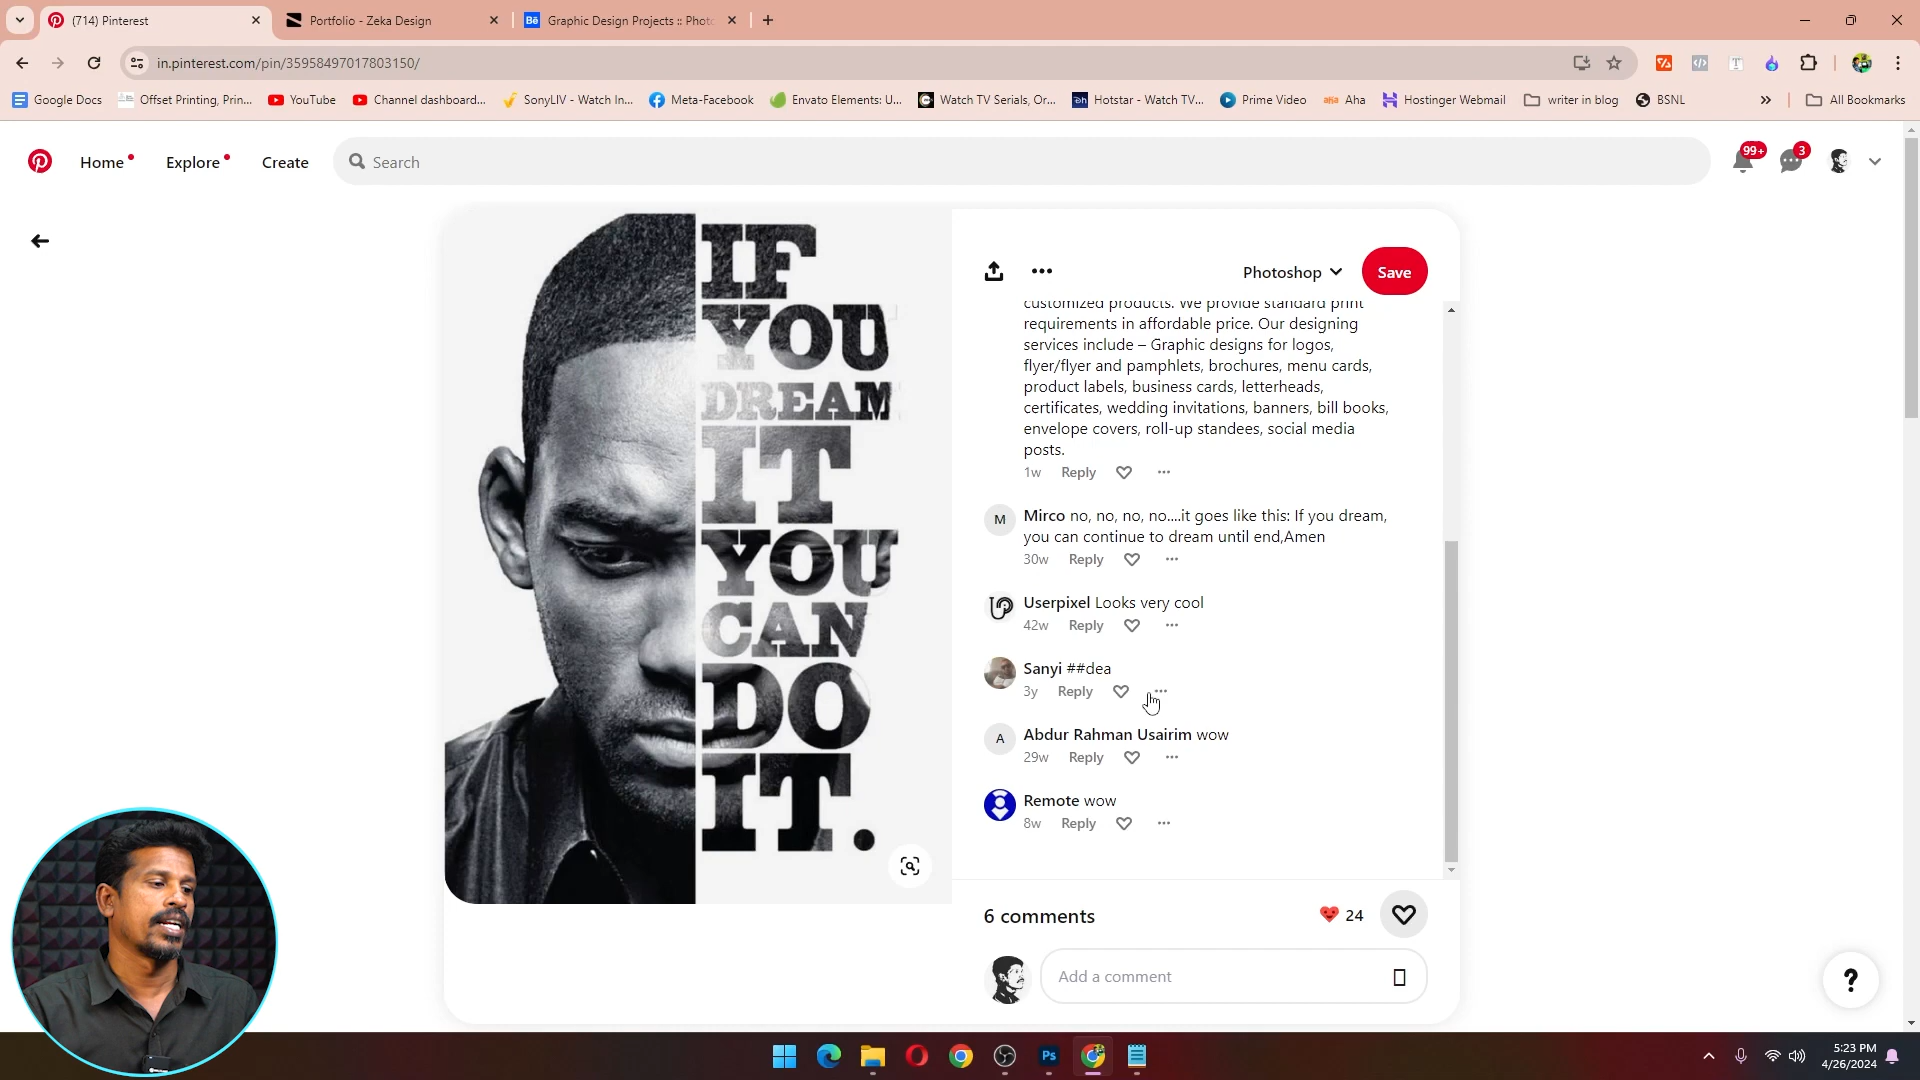 (714) Pinterest
Portfolio - Zeka Design
Graphic Design Projects :: Photo
in.pinterest.com/pin/35958497017803150/
Google Docs
Offset Printing, Prin...
YouTube
Channel dashboard...
SonyLIV - Watch In...
Meta-Facebook
Envato Elements: U...
Watch TV Serials, Or...
Hotstar - Watch TV...
Prime Video
Aha
Hostinger Webmail
writer in blog
BSNL
All Bookmarks
Home
Explore
Create
Search
99+
3
IF
YOU
DREAM
IT
YOU
CAN
DO
IT.
Photoshop
Save
customized products. We provide standard print
requirements in affordable price. Our designing
services include – Graphic designs for logos,
flyer/flyer and pamphlets, brochures, menu cards,
product labels, business cards, letterheads,
certificates, wedding invitations, banners, bill books,
envelope covers, roll-up standees, social media
posts.
1w Reply
M
Mirco no, no, no, no....it goes like this: If you dream,
you can continue to dream until end,Amen
30w Reply
Userpixel Looks very cool
42w Reply
Sanyi ##dea
3y Reply
A
Abdur Rahman Usairim wow
29w Reply
Remote wow
8w Reply
6 comments
24
Add a comment
?
5:23 PM
4/26/2024